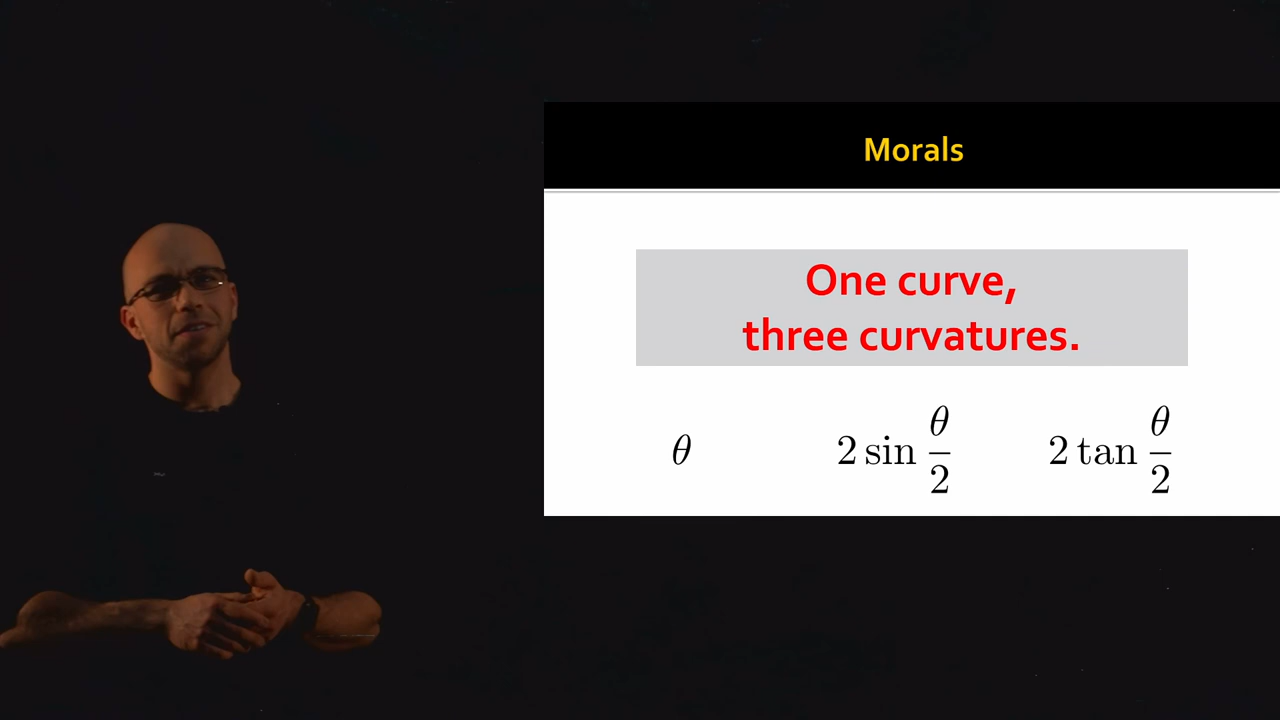 Morals
One curve,
three curvatures.
θ 2 sin θ/2 2 tan θ/2